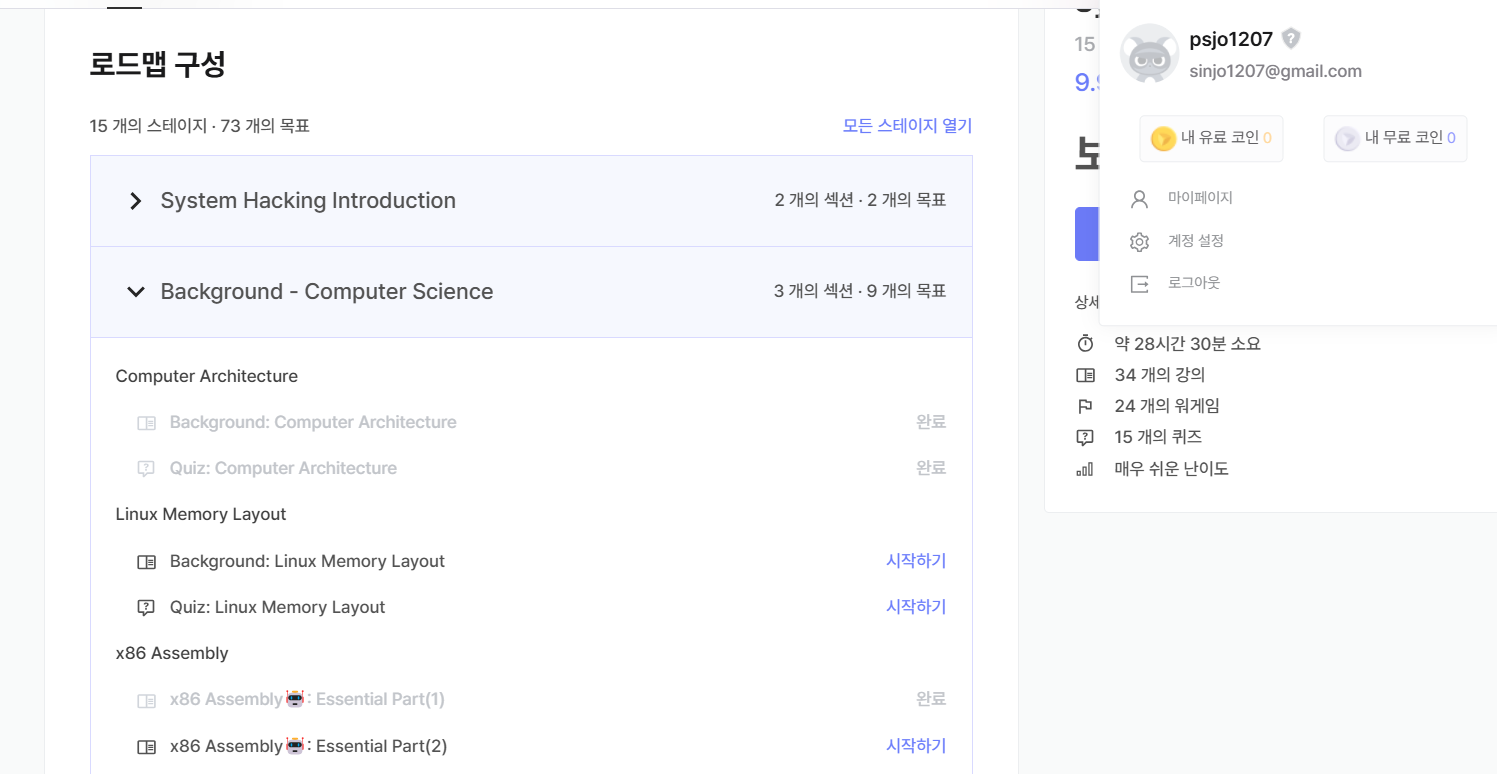 로드맵 구성
15 개의 스테이지 · 73 개의 목표
모든 스테이지 열기
System Hacking Introduction
2 개의 섹션 · 2 개의 목표
Background - Computer Science
3 개의 섹션 · 9 개의 목표
Computer Architecture
Background: Computer Architecture
완료
Quiz: Computer Architecture
완료
Linux Memory Layout
Background: Linux Memory Layout
시작하기
Quiz: Linux Memory Layout
시작하기
x86 Assembly
x86 Assembly🤖: Essential Part(1)
완료
x86 Assembly🤖: Essential Part(2)
시작하기
15
9.9
상세
약 28시간 30분 소요
34 개의 강의
24 개의 워게임
15 개의 퀴즈
매우 쉬운 난이도
psjo1207
sinjo1207@gmail.com
내 유료 코인 0
내 무료 코인 0
마이페이지
계정 설정
로그아웃